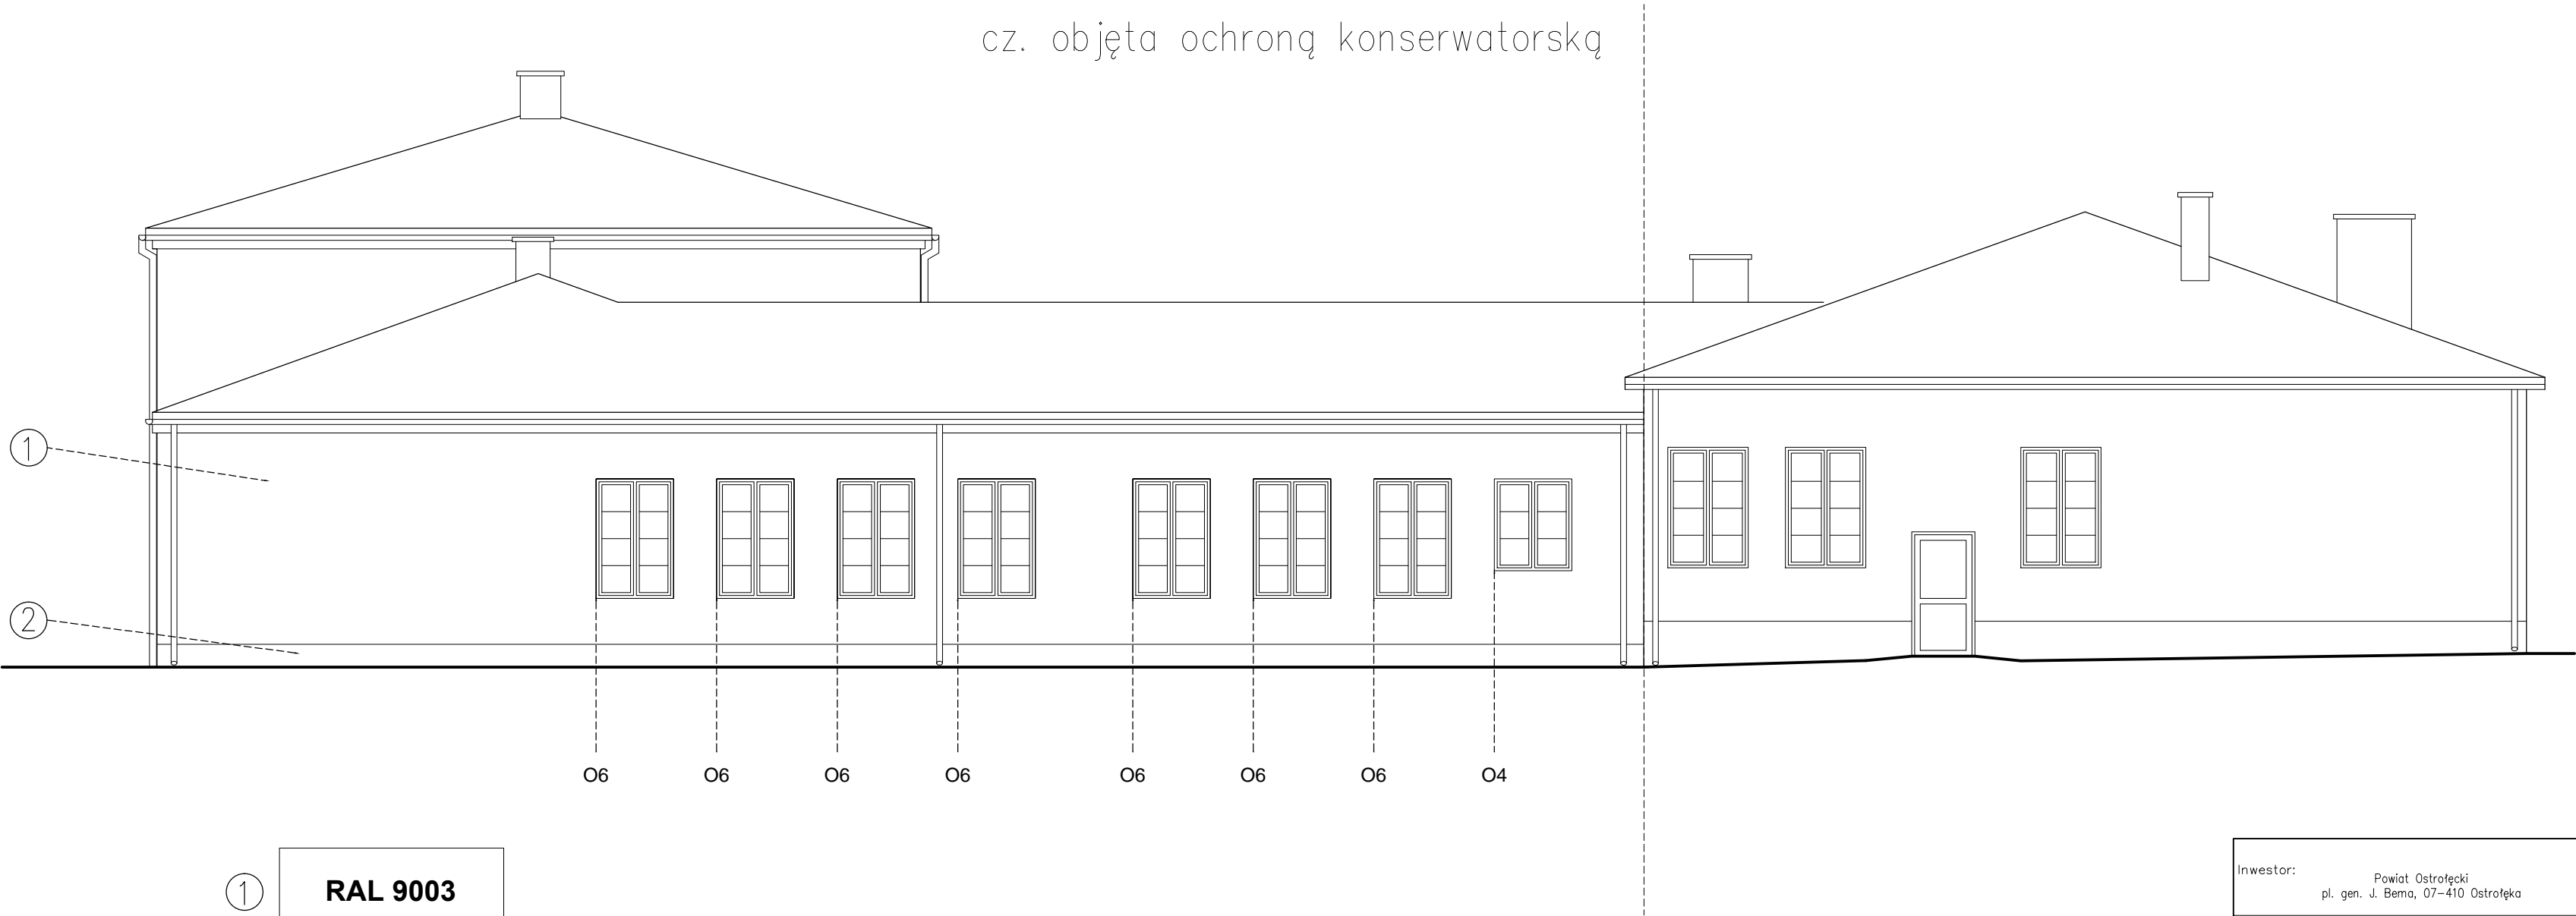 cz. objęta ochroną konserwatorską
1
2
O6 O6 O6 O6 O6 O6 O6 O4
1 RAL 9003
Inwestor:
Powiat Ostrołęcki
pl. gen. J. Bema, 07-410 Ostrołęka